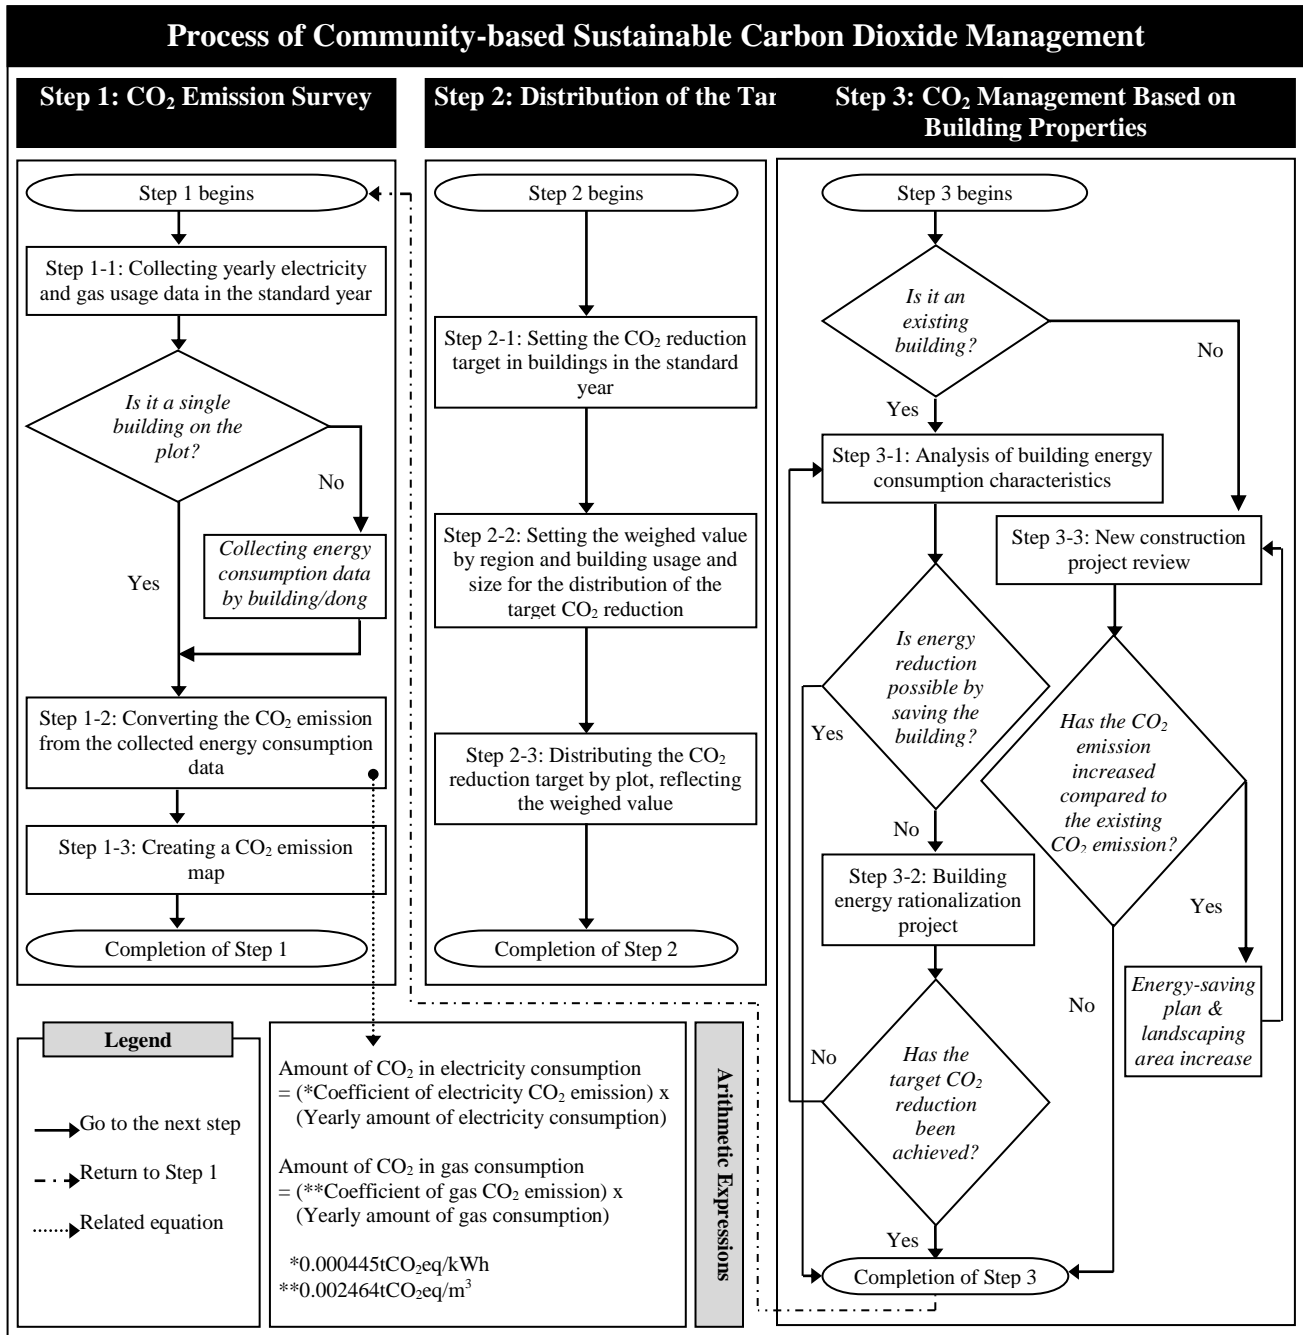 Process of Community-based Sustainable Carbon Dioxide Management
Step 1: CO₂ Emission Survey
Step 1 begins
Step 1-1: Collecting yearly electricity
and gas usage data in the standard year
Is it a single
building on the
plot?
No
Collecting energy
consumption data
by building/dong
Yes
Step 1-2: Converting the CO₂ emission
from the collected energy consumption
data
Step 1-3: Creating a CO₂ emission
map
Completion of Step 1
Step 2: Distribution of the Tar
Step 2 begins
Step 2-1: Setting the CO₂ reduction
target in buildings in the standard
year
Step 2-2: Setting the weighed value
by region and building usage and
size for the distribution of the
target CO₂ reduction
Step 2-3: Distributing the CO₂
reduction target by plot, reflecting
the weighed value
Completion of Step 2
Step 3: CO₂ Management Based on
Building Properties
Step 3 begins
Is it an
existing
building?
No
Yes
Step 3-1: Analysis of building energy
consumption characteristics
Step 3-3: New construction
project review
Is energy
reduction
possible by
saving the
building?
Yes
No
Has the CO₂
emission
increased
compared to
the existing
CO₂ emission?
Yes
No
Step 3-2: Building
energy rationalization
project
Energy-saving
plan &
landscaping
area increase
Has the
target CO₂
reduction
been
achieved?
No
Yes
Completion of Step 3
Legend
Go to the next step
Return to Step 1
Related equation
Amount of CO₂ in electricity consumption
= (*Coefficient of electricity CO₂ emission) x
(Yearly amount of electricity consumption)
Amount of CO₂ in gas consumption
= (**Coefficient of gas CO₂ emission) x
(Yearly amount of gas consumption)
*0.000445tCO₂eq/kWh
**0.002464tCO₂eq/m³
Arithmetic Expressions